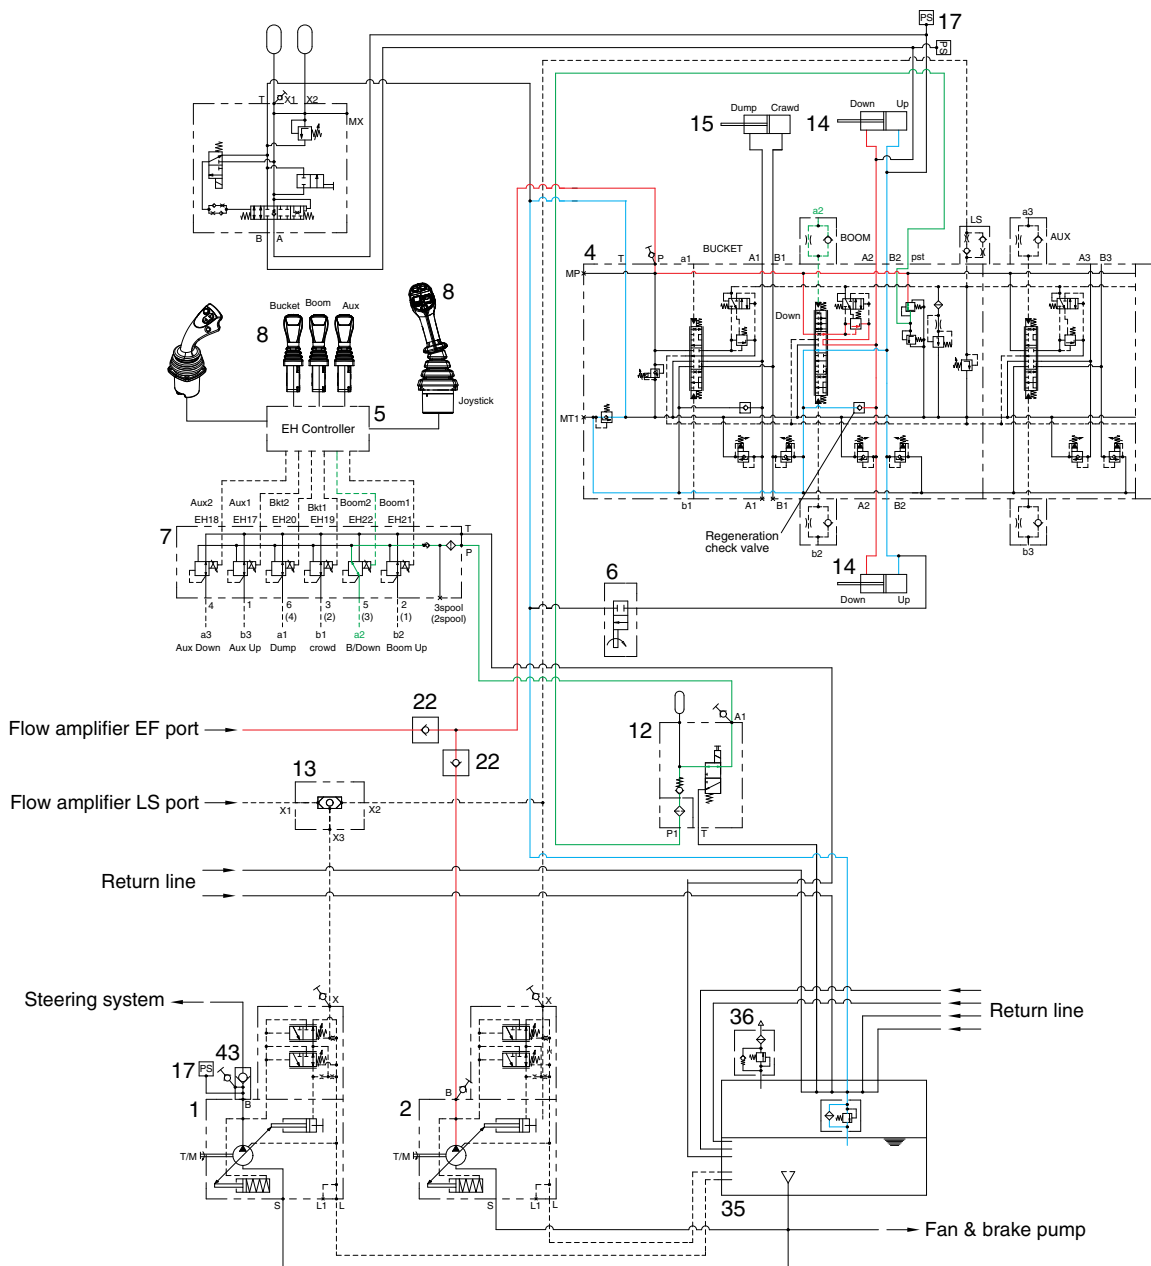 PS 17
PS
T X1 X2
MX
B A
Dump Crawd
15
Down Up
14
a2
BOOM
a3
AUX
LS
BUCKET
4
T P a1 A1 B1 A2 B2 pst A3 B3
MP
Down
MT1
b1 A1 B1 A2 B2
b2
b3
Regeneration
check valve
14
Down Up
8
Bucket Boom Aux
8
Joystick
5
EH Controller
Aux2 Aux1 Bkt2 Bkt1 Boom2 Boom1
EH18 EH17 EH20 EH19 EH22 EH21
7
T
P
4 1 6 3 5 2
(4) (2) (3) (1)
3spool
(2spool)
a3 b3 a1 b1 a2 b2
Aux Down Aux Up Dump crowd B/Down Boom Up
6
22
Flow amplifier EF port
22
12
A1
P1 T
13
Flow amplifier LS port
X1 X2
X3
Return line
Steering system
X
X
17 PS
43
B
B
1
2
T/M
T/M
S L1 L
S L1 L
36
Return line
35
Fan & brake pump